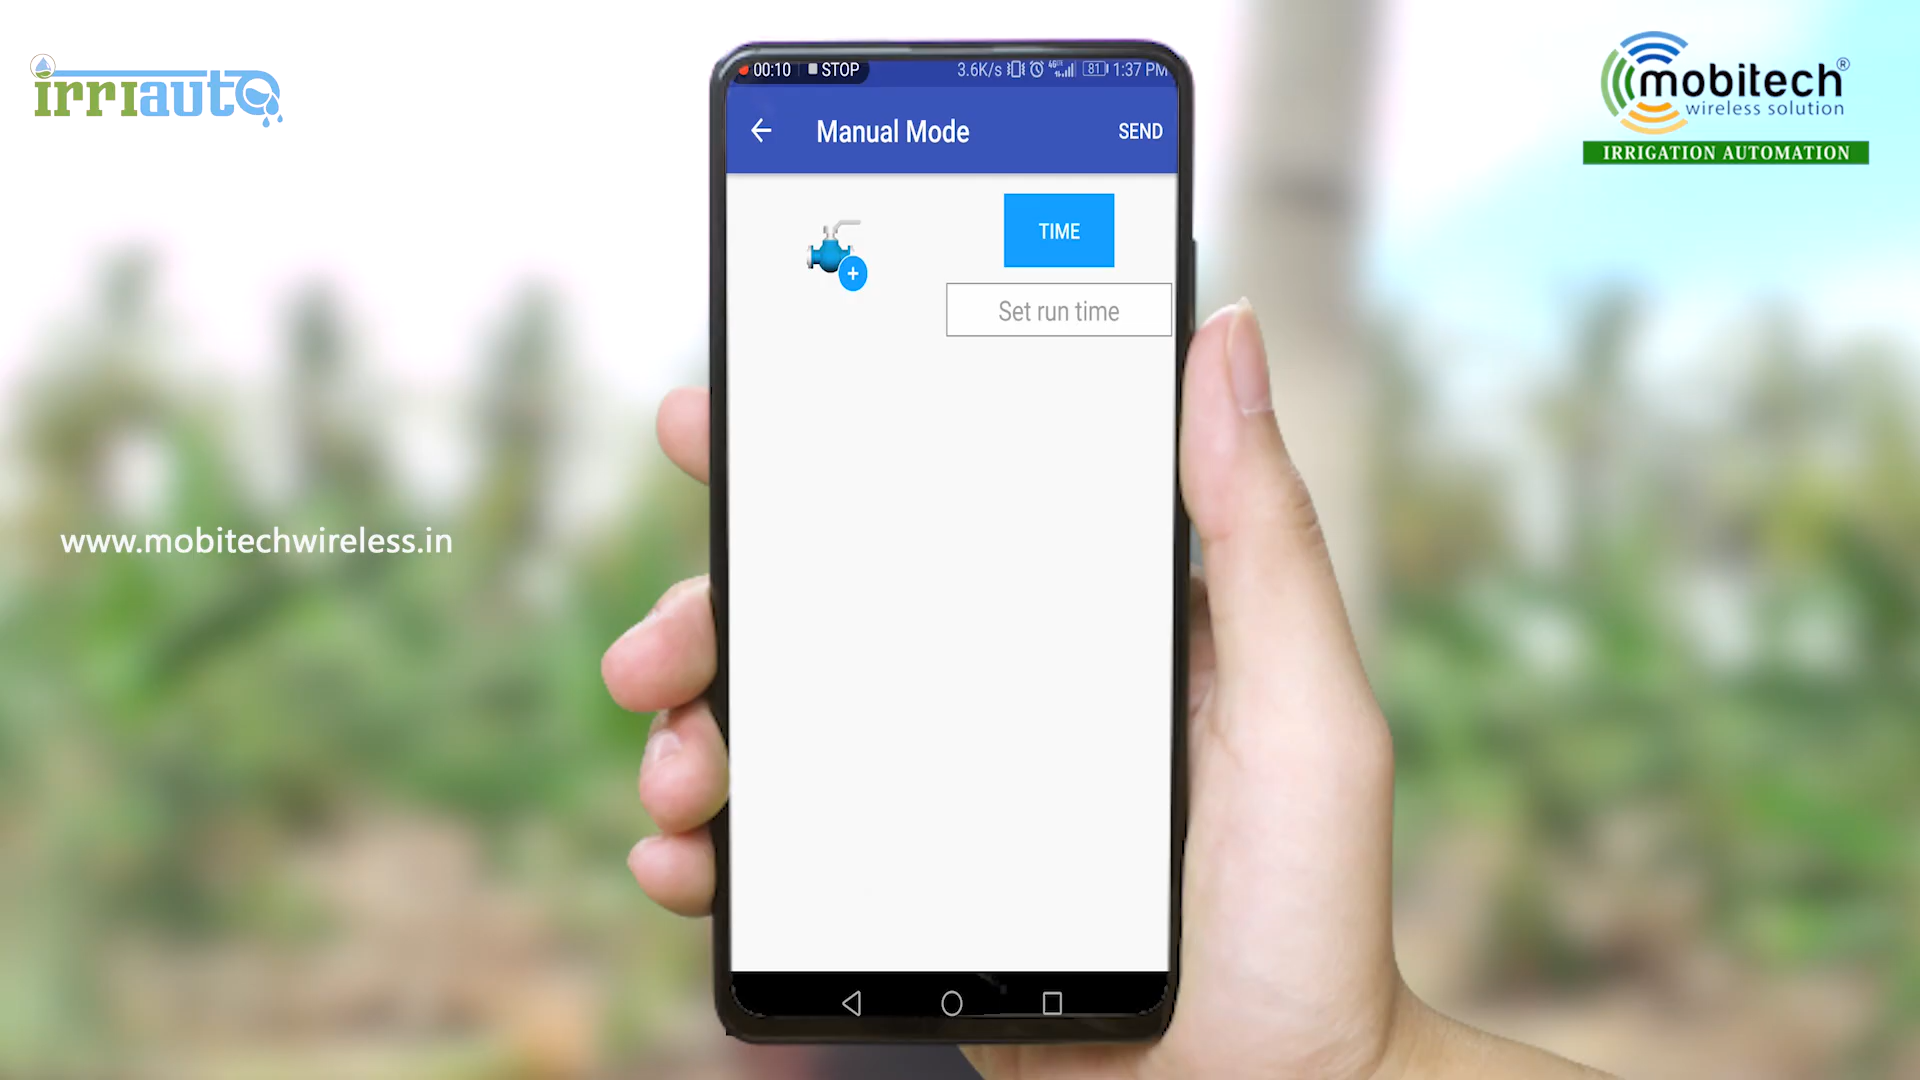 irriauto
mobitech®
wireless solution
IRRIGATION AUTOMATION
00:10 STOP 3.6K/s 81 1:37 PM
Manual Mode SEND
TIME
Set run time
www.mobitechwireless.in